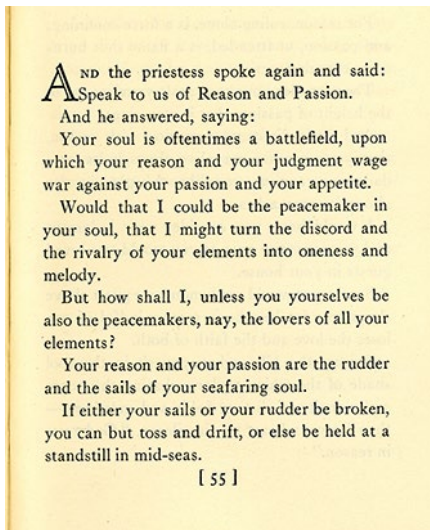 AND the priestess spoke again and said:
Speak to us of Reason and Passion.
And he answered, saying:
Your soul is oftentimes a battlefield, upon
which your reason and your judgment wage
war against your passion and your appetite.
Would that I could be the peacemaker in
your soul, that I might turn the discord and
the rivalry of your elements into oneness and
melody.
But how shall I, unless you yourselves be
also the peacemakers, nay, the lovers of all your
elements?
Your reason and your passion are the rudder
and the sails of your seafaring soul.
If either your sails or your rudder be broken,
you can but toss and drift, or else be held at a
standstill in mid-seas.
[ 55 ]